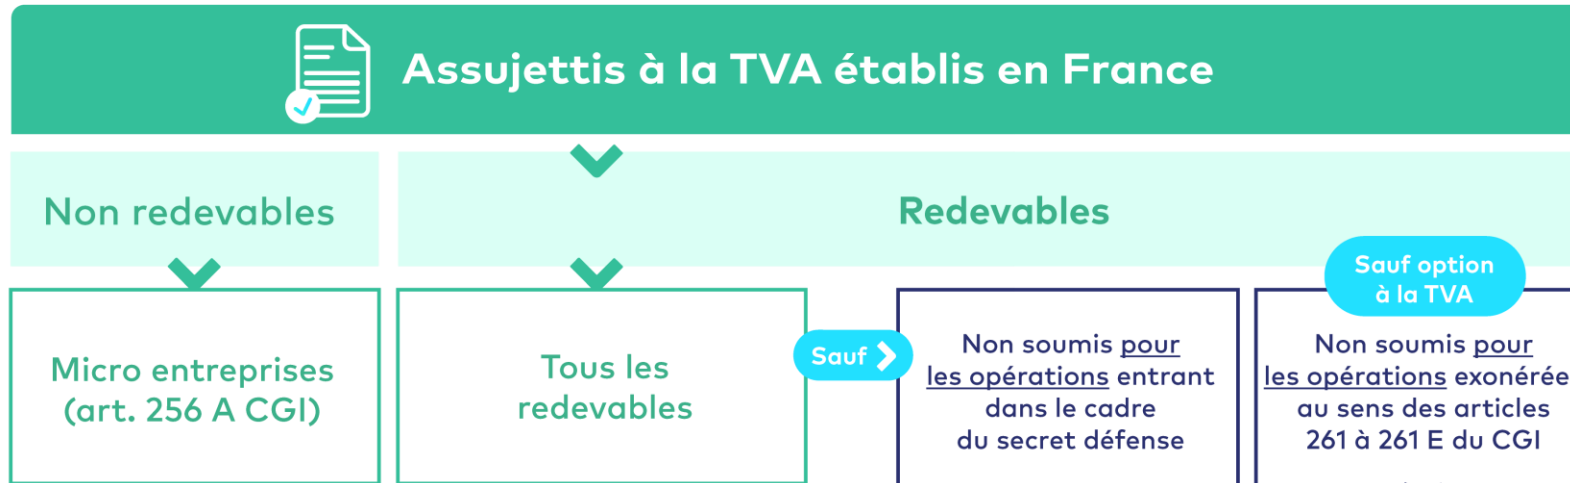 Assujettis à la TVA établis en France
Non redevables
Redevables
Micro entreprises
(art. 256 A CGI)
Tous les
redevables
Sauf
Non soumis pour
les opérations entrant
dans le cadre
du secret défense
Sauf option
à la TVA
Non soumis pour
les opérations exonérée
au sens des articles
261 à 261 E du CGI